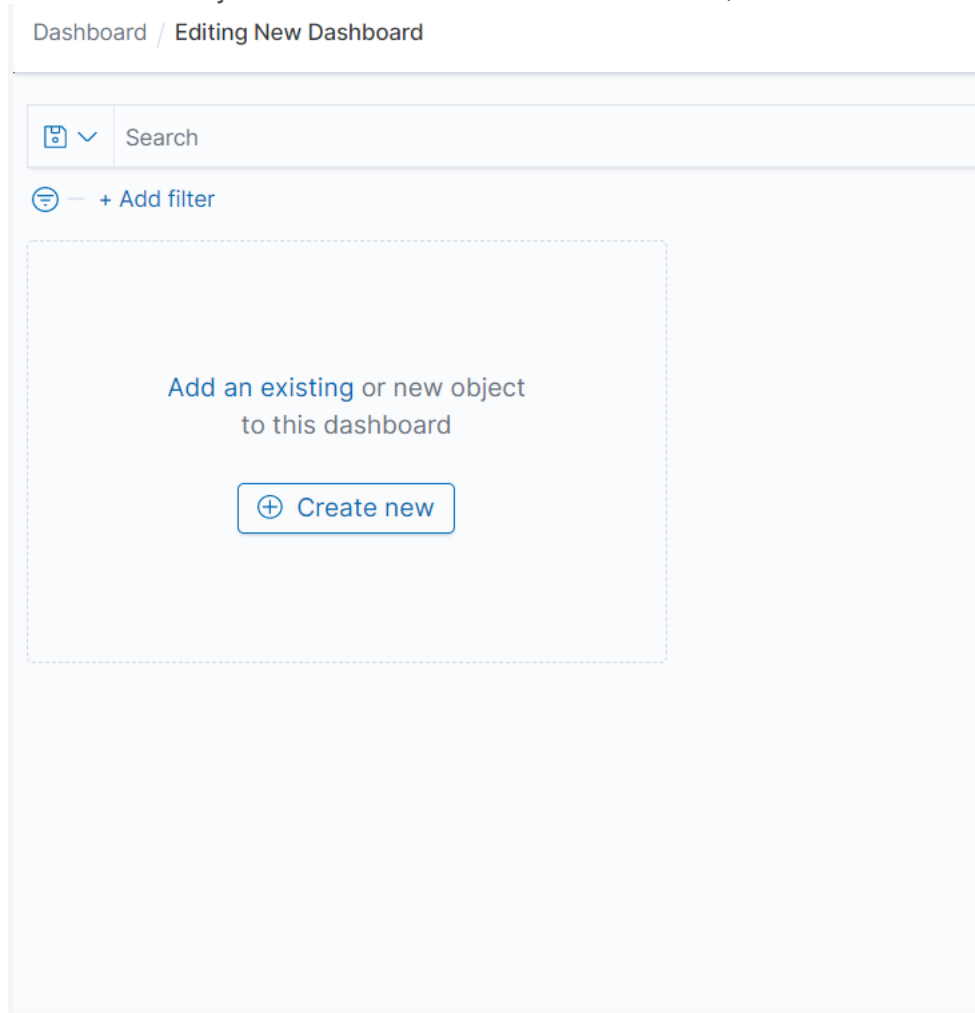 Dashboard / Editing New Dashboard
Search
+ Add filter
Add an existing or new object
to this dashboard
Create new